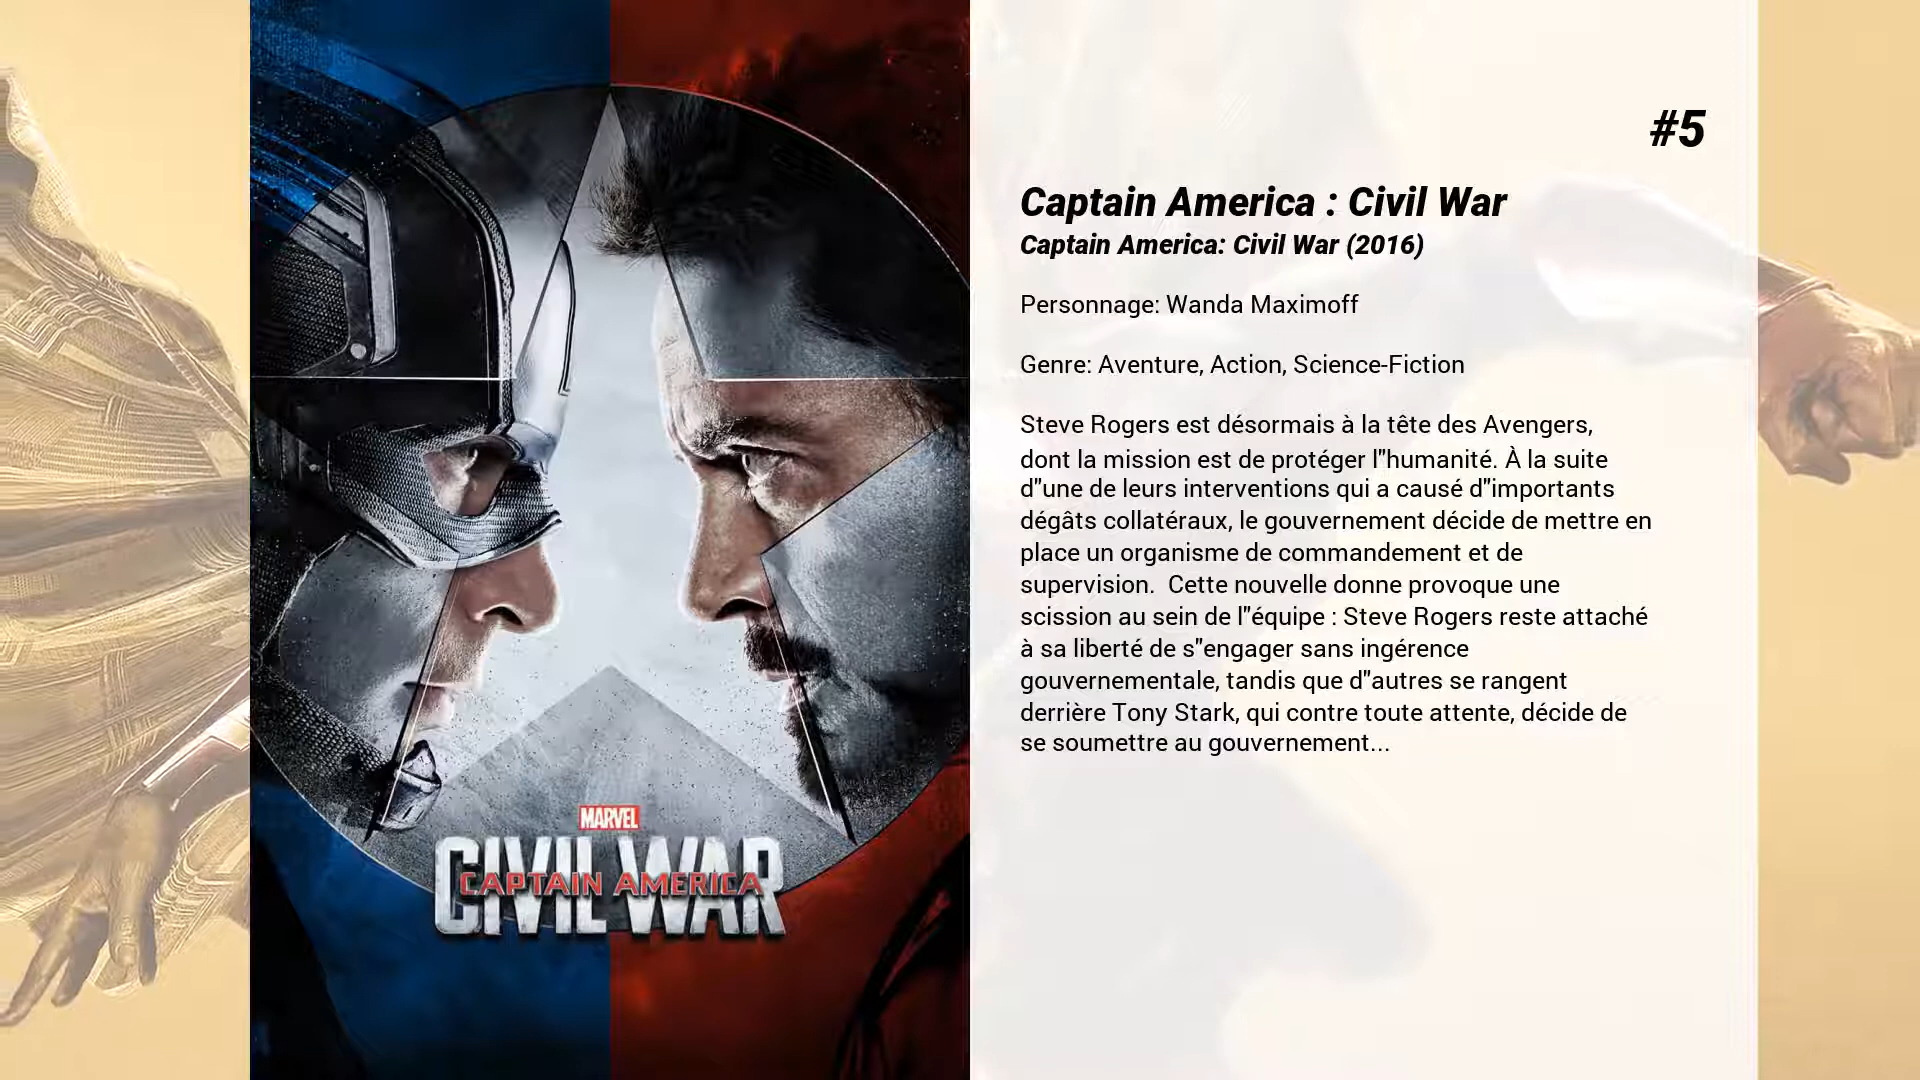 #5
Captain America : Civil War
Captain America: Civil War (2016)
Personnage: Wanda Maximoff
Genre: Aventure, Action, Science-Fiction
Steve Rogers est désormais à la tête des Avengers,
dont la mission est de protéger l"humanité. À la suite
d"une de leurs interventions qui a causé d"importants
dégâts collatéraux, le gouvernement décide de mettre en
place un organisme de commandement et de
supervision.  Cette nouvelle donne provoque une
scission au sein de l"équipe : Steve Rogers reste attaché
à sa liberté de s"engager sans ingérence
gouvernementale, tandis que d"autres se rangent
derrière Tony Stark, qui contre toute attente, décide de
se soumettre au gouvernement...
MARVEL
CIVIL WAR
CAPTAIN AMERICA